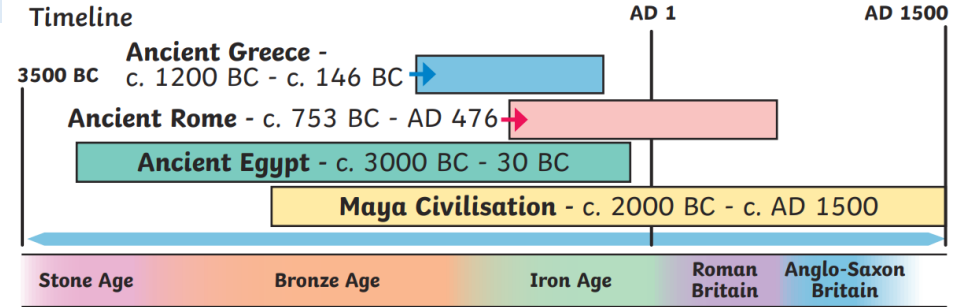 Timeline
AD 1
AD 1500
3500 BC
Ancient Greece -
c. 1200 BC - c. 146 BC
Ancient Rome - c. 753 BC - AD 476
Ancient Egypt - c. 3000 BC - 30 BC
Maya Civilisation - c. 2000 BC - c. AD 1500
Stone Age
Bronze Age
Iron Age
Roman
Britain
Anglo-Saxon
Britain